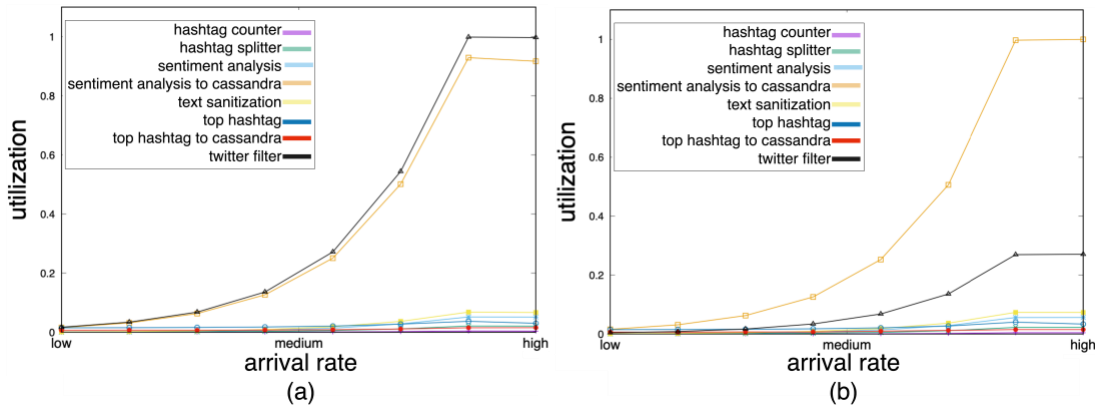 hashtag counter
hashtag splitter
sentiment analysis
sentiment analysis to cassandra
text sanitization
top hashtag
top hashtag to cassandra
twitter filter
utilization
1
0.8
0.6
0.4
0.2
0
low
medium
high
arrival rate
(a)
hashtag counter
hashtag splitter
sentiment analysis
sentiment analysis to cassandra
text sanitization
top hashtag
top hashtag to cassandra
twitter filter
utilization
1
0.8
0.6
0.4
0.2
0
low
medium
high
arrival rate
(b)